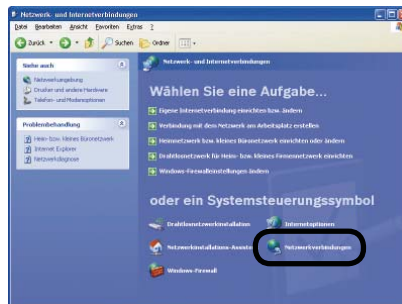 Netzwerk- und Internetverbindungen
Datei Bearbeiten Ansicht Favoriten Extras ?
Zurück Suchen Ordner
Siehe auch
Netzwerkumgebung
Drucker und andere Hardware
Telefon- und Modemoptionen
Problembehandlung
Heim- bzw. kleines Büronetzwerk
Internet Explorer
Netzwerkdiagnose
Netzwerk- und Internetverbindungen
Wählen Sie eine Aufgabe...
Eigene Internetverbindung einrichten bzw. ändern
Verbindung mit dem Netzwerk am Arbeitsplatz erstellen
Heimnetzwerk bzw. kleines Büronetzwerk einrichten oder ändern
Drahtlosnetzwerk für Heim- bzw. kleines Firmennetzwerk einrichten
Windows-Firewalleinstellungen ändern
oder ein Systemsteuerungssymbol
Drahtlosnetzwerkinstallation
Internetoptionen
Netzwerkinstallations-Assiste
Netzwerkverbindungen
Windows-Firewall